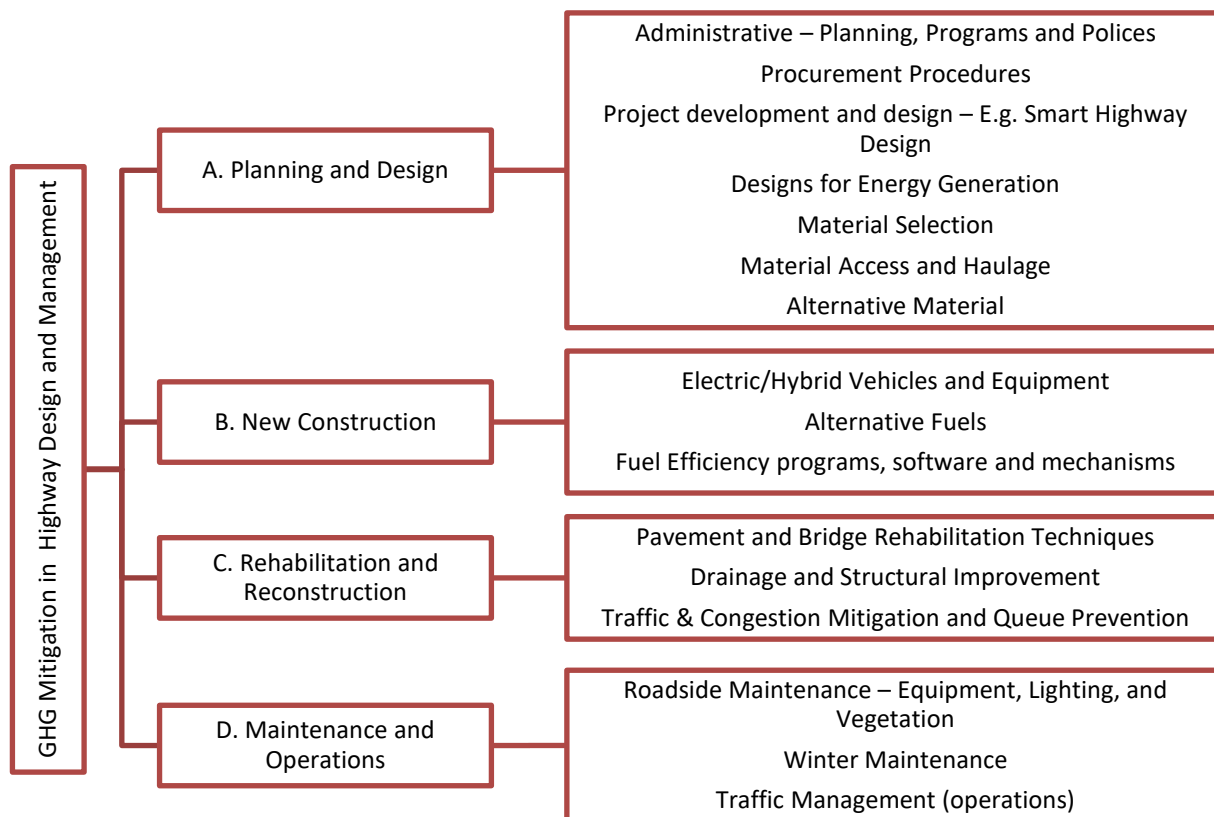 GHG Mitigation in Highway Design and Management
A. Planning and Design
Administrative – Planning, Programs and Polices
Procurement Procedures
Project development and design – E.g. Smart Highway
Design
Designs for Energy Generation
Material Selection
Material Access and Haulage
Alternative Material
B. New Construction
Electric/Hybrid Vehicles and Equipment
Alternative Fuels
Fuel Efficiency programs, software and mechanisms
C. Rehabilitation and
Reconstruction
Pavement and Bridge Rehabilitation Techniques
Drainage and Structural Improvement
Traffic & Congestion Mitigation and Queue Prevention
D. Maintenance and
Operations
Roadside Maintenance – Equipment, Lighting, and
Vegetation
Winter Maintenance
Traffic Management (operations)